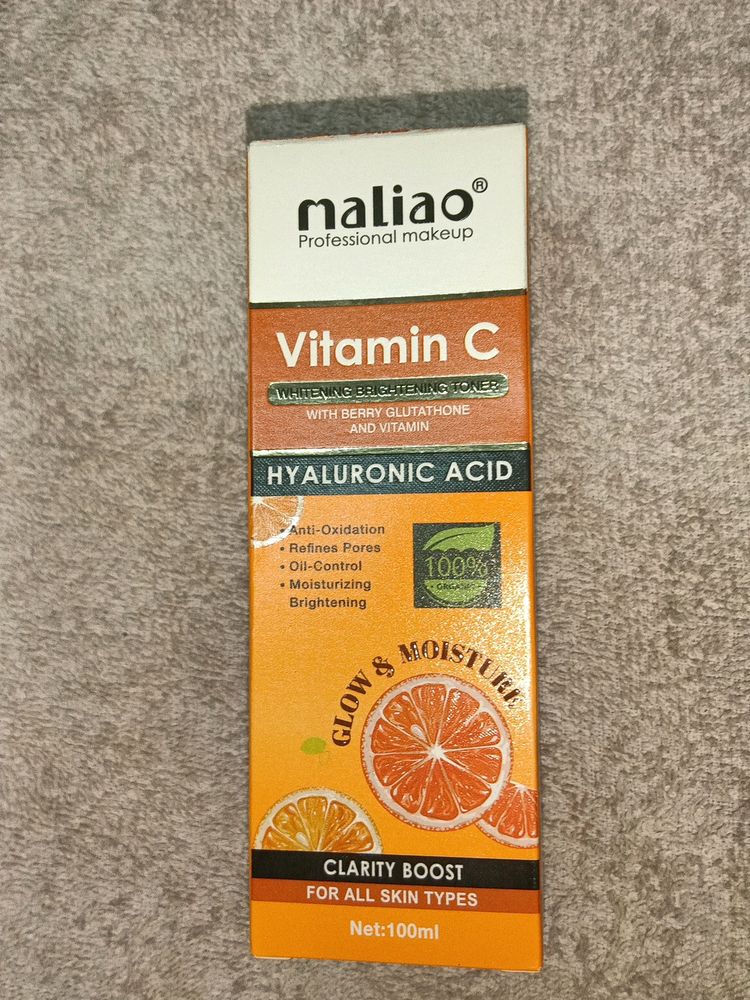 maliao®
Professional makeup
Vitamin C
WHITENING BRIGHTENING TONER
WITH BERRY GLUTATHONE
AND VITAMIN
HYALURONIC ACID
• Anti-Oxidation
• Refines Pores
• Oil-Control
• Moisturizing
Brightening
100%
• ORGANIC •
GLOW & MOISTURE
CLARITY BOOST
FOR ALL SKIN TYPES
Net:100ml